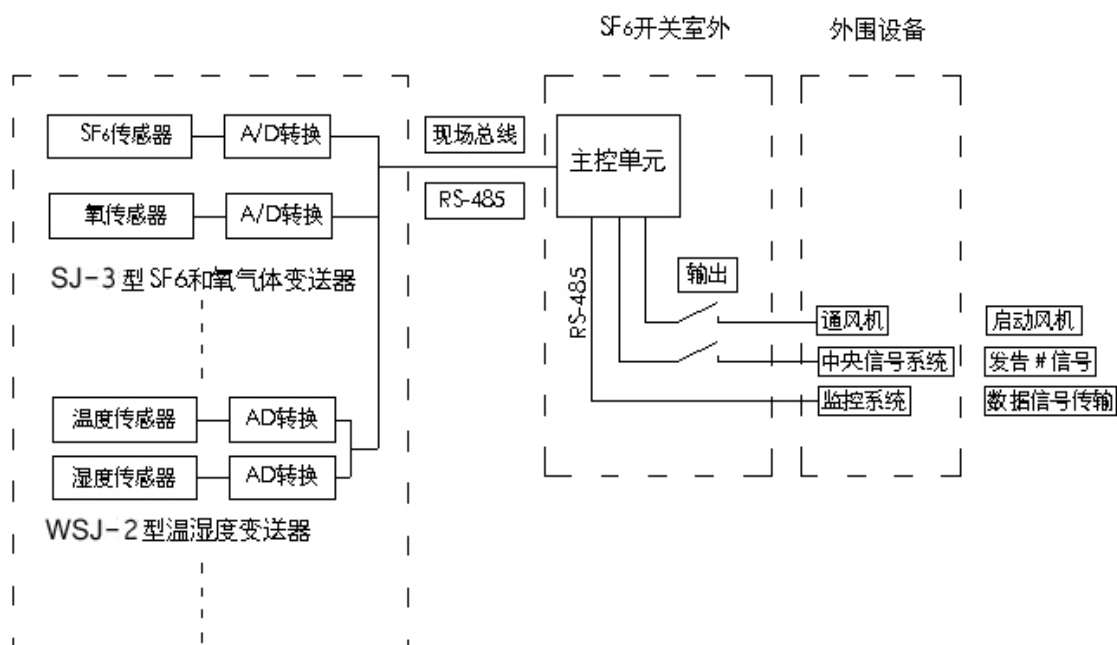 SF6开关室外
外围设备
SF6传感器
A/D转换
现场总线
主控单元
RS-485
氧传感器
A/D转换
SJ-3型SF6和氧气体变送器
输出
RS-485
通风机
启动风机
中央信号系统
发告#信号
监控系统
数据信号传输
温度传感器
AD转换
湿度传感器
AD转换
WSJ-2型温湿度变送器